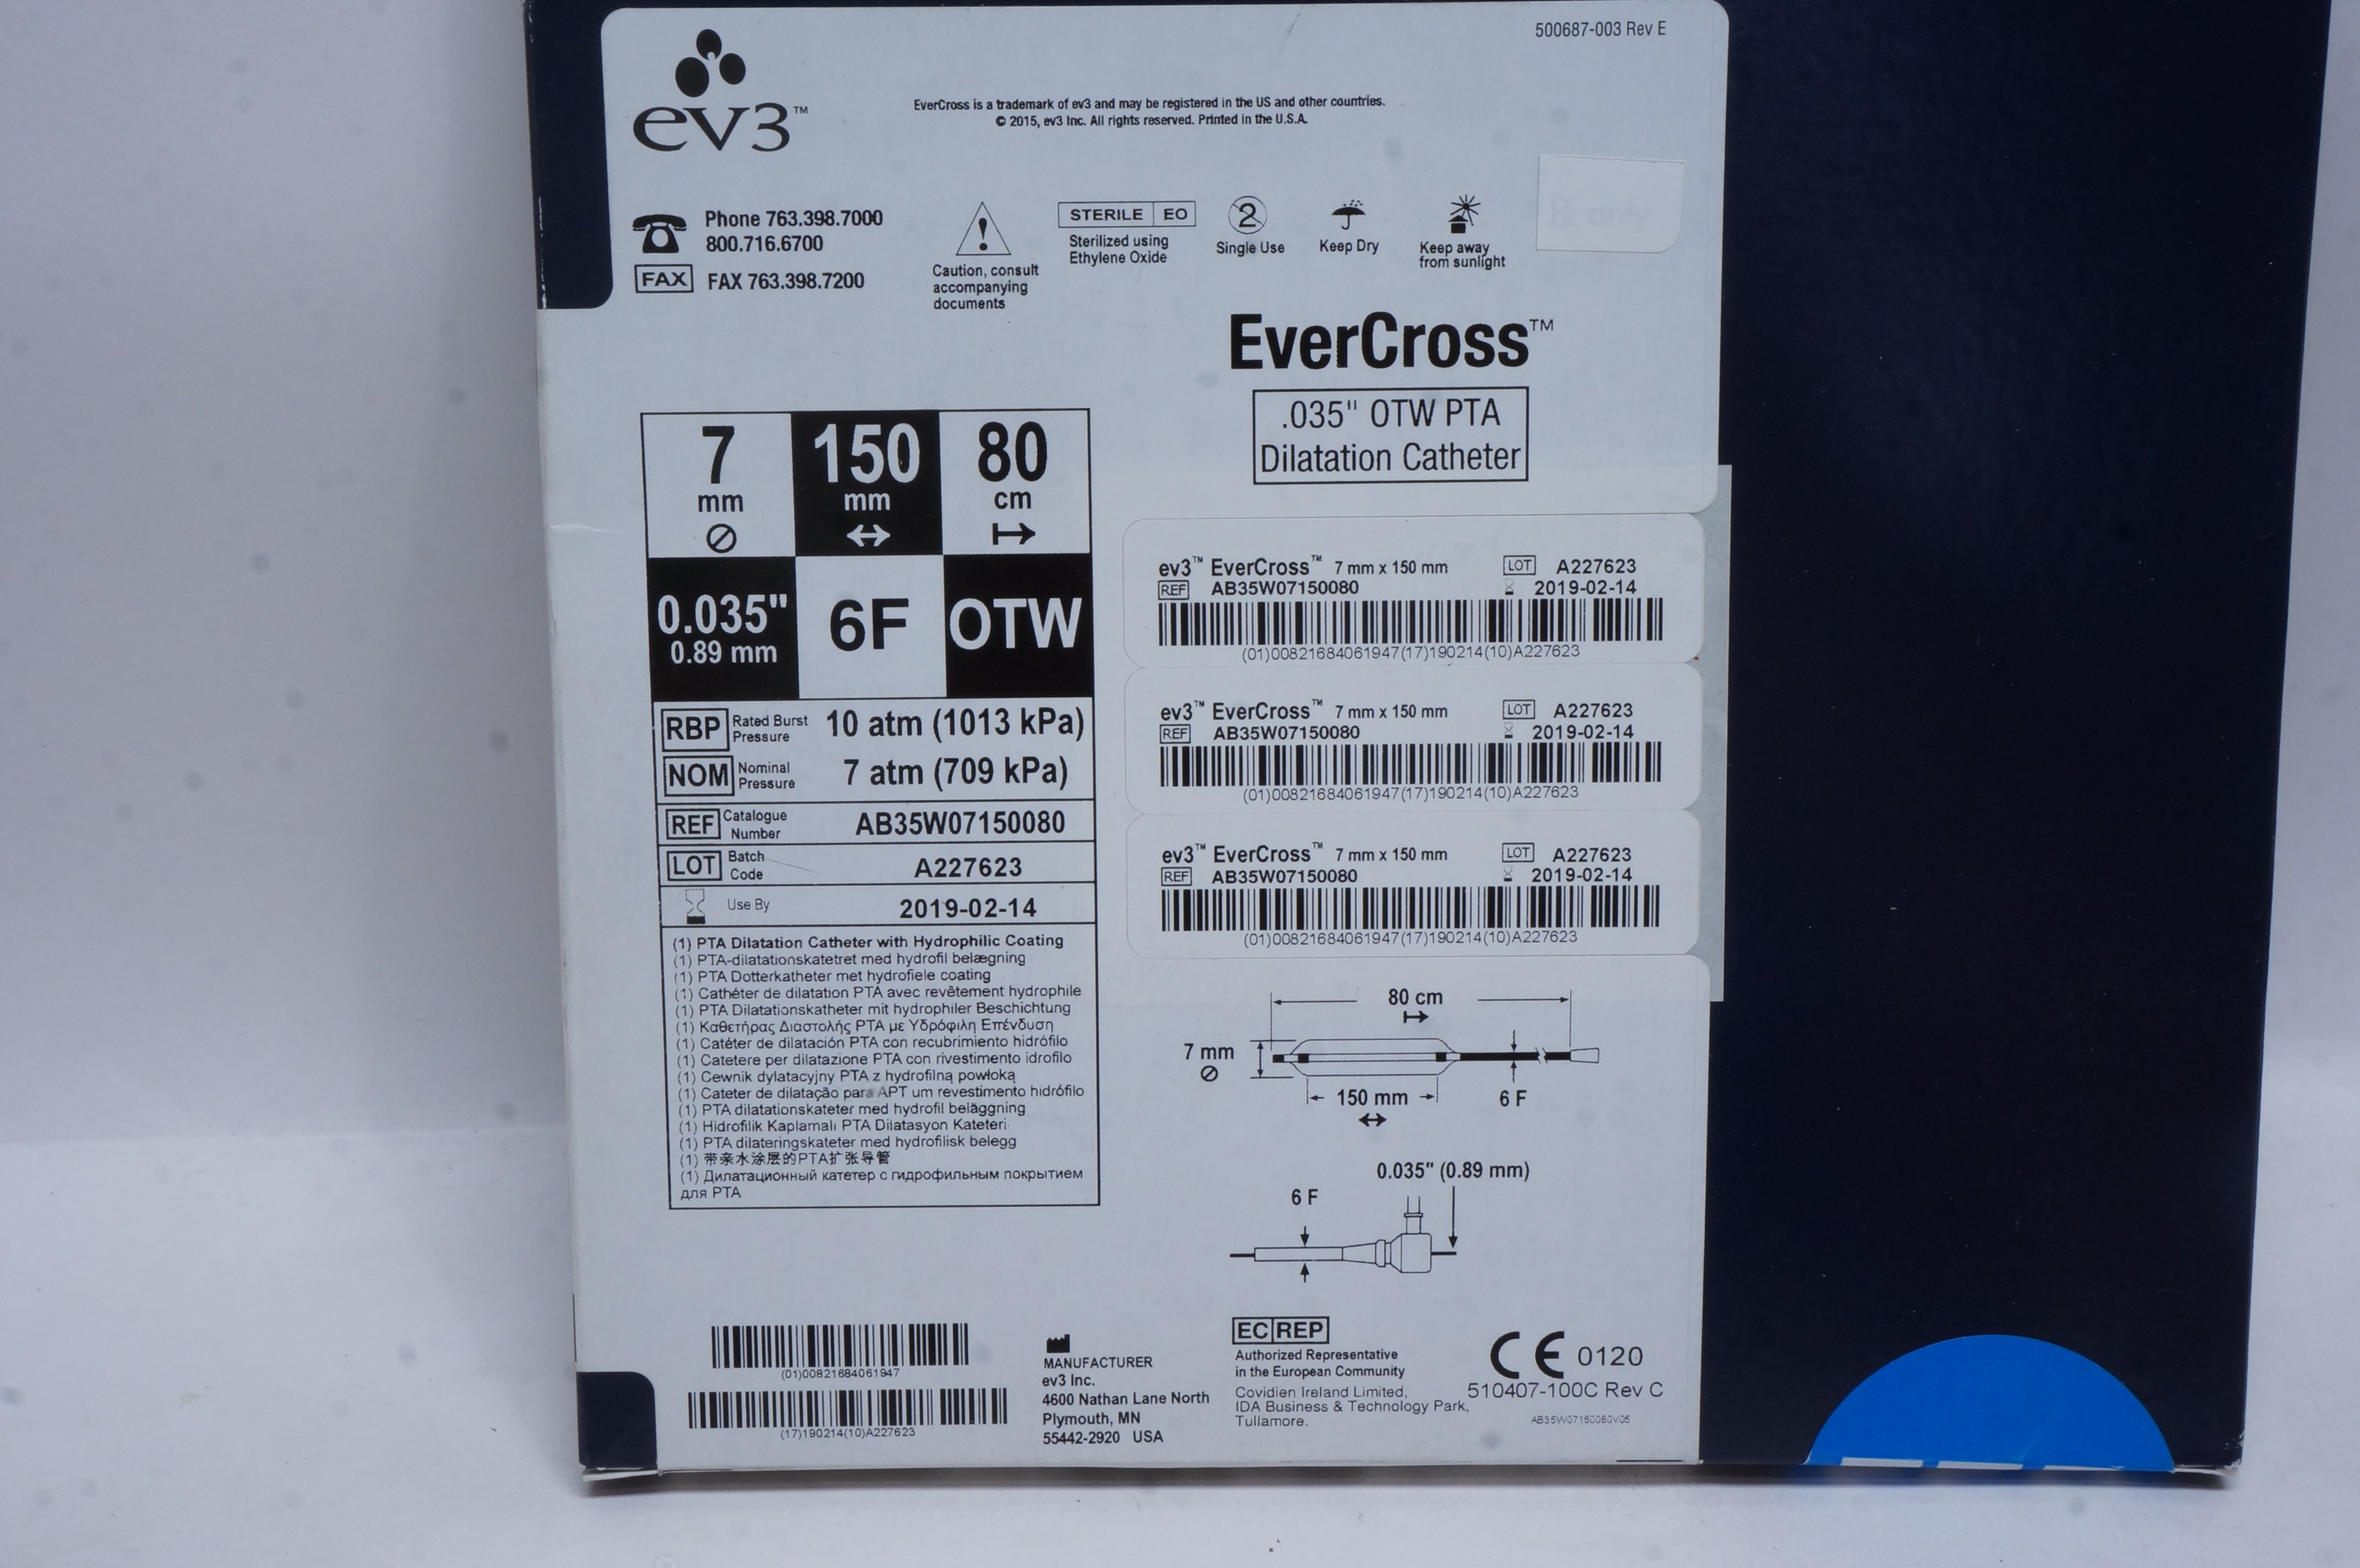 500687-003 Rev E
ev3™
EverCross is a trademark of ev3 and may be registered in the US and other countries.
© 2015, ev3 Inc. All rights reserved. Printed in the U.S.A.
Phone 763.398.7000
800.716.6700
FAX FAX 763.398.7200
Caution, consult
accompanying
documents
STERILE EO
Sterilized using
Ethylene Oxide
2
Single Use
Keep Dry
Keep away
from sunlight
Rx only
EverCross™
.035" OTW PTA
Dilatation Catheter
7 mm
150 mm
80 cm
0.035"
0.89 mm
6F
OTW
RBP Rated Burst Pressure 10 atm (1013 kPa)
NOM Nominal Pressure 7 atm (709 kPa)
REF Catalogue Number AB35W07150080
LOT Batch Code A227623
Use By 2019-02-14
(1) PTA Dilatation Catheter with Hydrophilic Coating
(1) PTA-dilatationskatetret med hydrofil belægning
(1) PTA Dotterkatheter met hydrofiele coating
(1) Cathéter de dilatation PTA avec revêtement hydrophile
(1) PTA Dilatationskatheter mit hydrophiler Beschichtung
(1) Καθετήρας Διαστολής PTA με Υδρόφιλη Επένδυση
(1) Catéter de dilatación PTA con recubrimiento hidrófilo
(1) Catetere per dilatazione PTA con rivestimento idrofilo
(1) Cewnik dylatacyjny PTA z hydrofilną powłoką
(1) Cateter de dilatação para APT um revestimento hidrófilo
(1) PTA dilatationskateter med hydrofil beläggning
(1) Hidrofilik Kaplamalı PTA Dilatasyon Kateteri
(1) PTA dilateringskateter med hydrofilisk belegg
(1) 带亲水涂层的PTA扩张导管
(1) Дилатационный катетер с гидрофильным покрытием
для PTA
ev3™ EverCross™ 7 mm x 150 mm LOT A227623
REF AB35W07150080 2019-02-14
(01)00821684061947(17)190214(10)A227623
ev3™ EverCross™ 7 mm x 150 mm LOT A227623
REF AB35W07150080 2019-02-14
(01)00821684061947(17)190214(10)A227623
ev3™ EverCross™ 7 mm x 150 mm LOT A227623
REF AB35W07150080 2019-02-14
(01)00821684061947(17)190214(10)A227623
80 cm
7 mm
150 mm
6 F
0.035" (0.89 mm)
6 F
(01)00821684061947
(17)190214(10)A227623
MANUFACTURER
ev3 Inc.
4600 Nathan Lane North
Plymouth, MN
55442-2920 USA
EC REP
Authorized Representative
in the European Community
Covidien Ireland Limited,
IDA Business & Technology Park,
Tullamore.
CE 0120
510407-100C Rev C
AB35W07150080V05